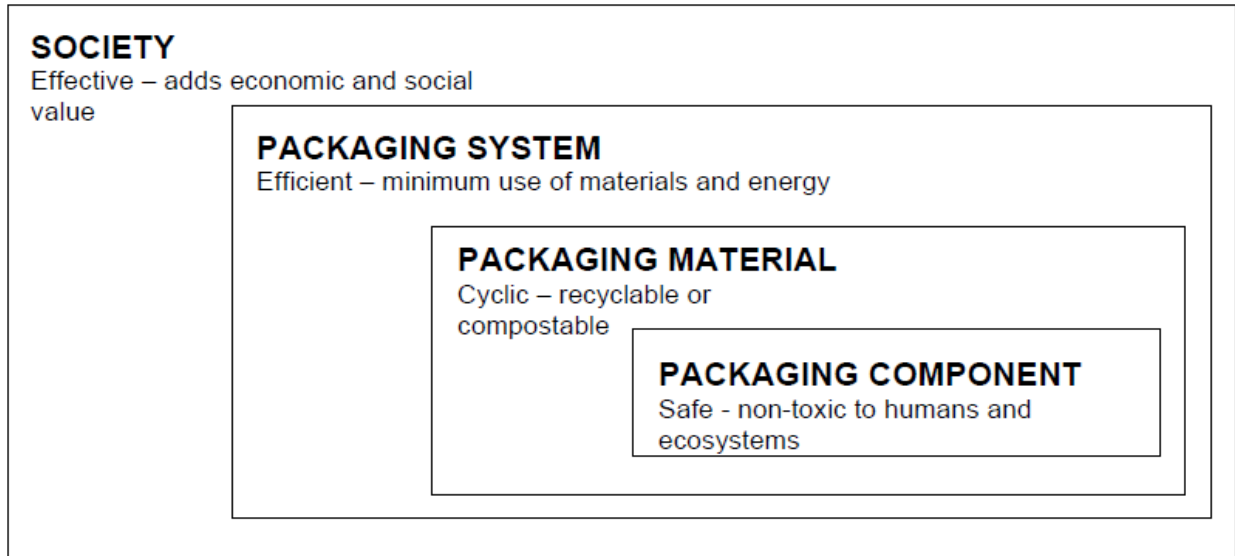 SOCIETY
Effective – adds economic and social
value
PACKAGING SYSTEM
Efficient – minimum use of materials and energy
PACKAGING MATERIAL
Cyclic – recyclable or
compostable
PACKAGING COMPONENT
Safe - non-toxic to humans and
ecosystems